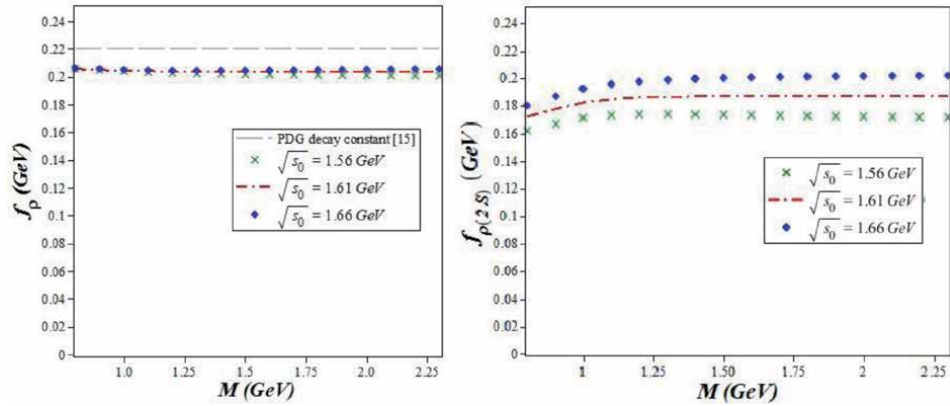 0.24
0.22
0.2
0.18
0.16
0.14
0.12
0.1
0.08
0.06
0.04
0.02
0
fρ (GeV)
PDG decay constant [15]
√s0 = 1.56 GeV
√s0 = 1.61 GeV
√s0 = 1.66 GeV
1.0 1.25 1.5 1.75 2.0 2.25
M (GeV)
0.24
0.22
0.2
0.18
0.16
0.14
0.12
0.1
0.08
0.06
0.04
0.02
0
fρ(2S) (GeV)
√s0 = 1.56 GeV
√s0 = 1.61 GeV
√s0 = 1.66 GeV
1 1.25 1.5 1.75 2 2.25
M (GeV)